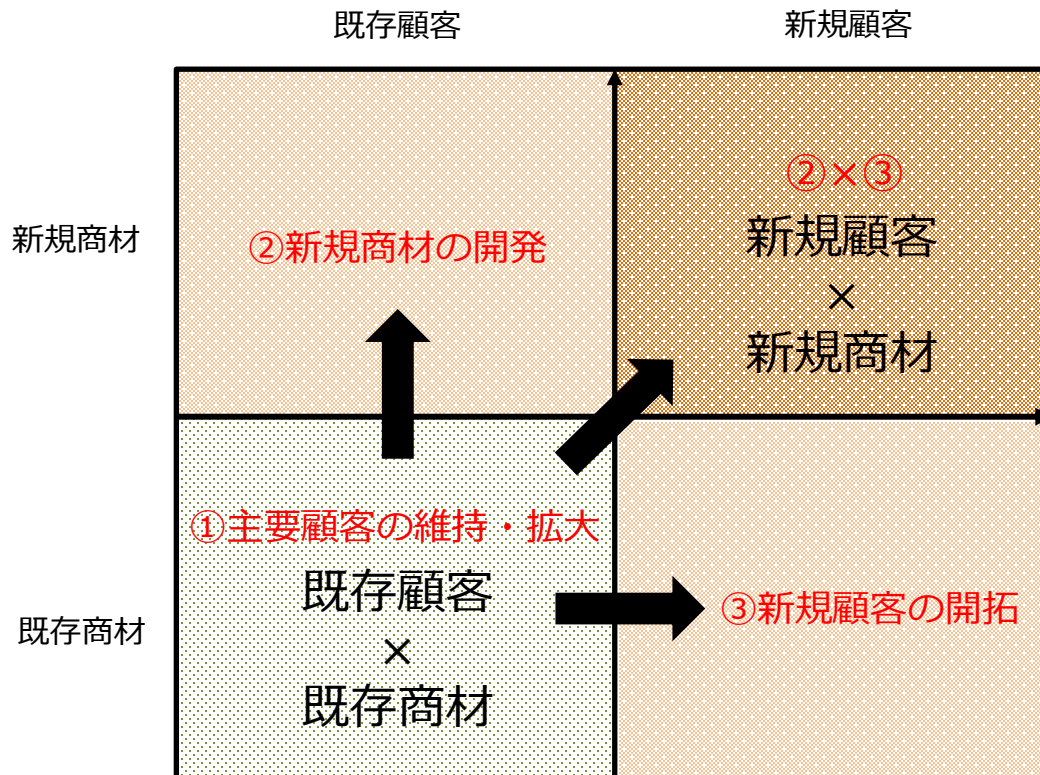 既存顧客
新規顧客
新規商材
②新規商材の開発
②×③
新規顧客
×
新規商材
既存商材
①主要顧客の維持・拡大
既存顧客
×
既存商材
③新規顧客の開拓